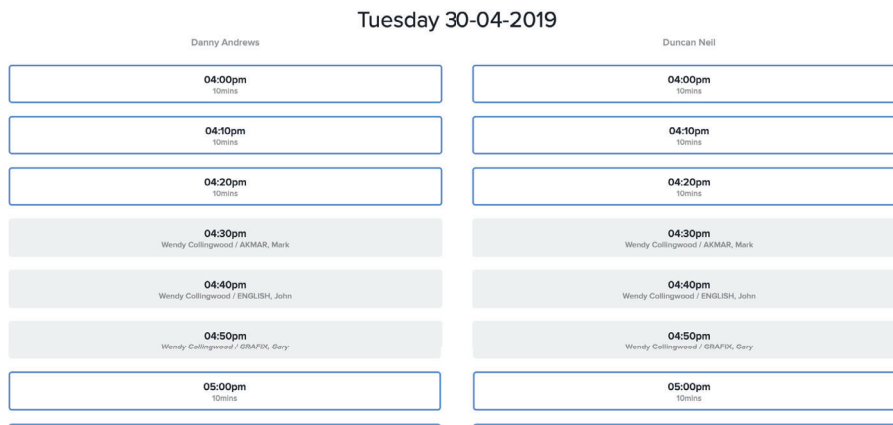 Tuesday 30-04-2019
Danny Andrews
04:00pm
10mins
04:10pm
10mins
04:20pm
10mins
04:30pm
Wendy Collingwood / AKMAR, Mark
04:40pm
Wendy Collingwood / ENGLISH, John
04:50pm
Wendy Collingwood / GRAFIX, Gary
05:00pm
10mins
Duncan Neil
04:00pm
10mins
04:10pm
10mins
04:20pm
10mins
04:30pm
Wendy Collingwood / AKMAR, Mark
04:40pm
Wendy Collingwood / ENGLISH, John
04:50pm
Wendy Collingwood / GRAFIX, Gary
05:00pm
10mins